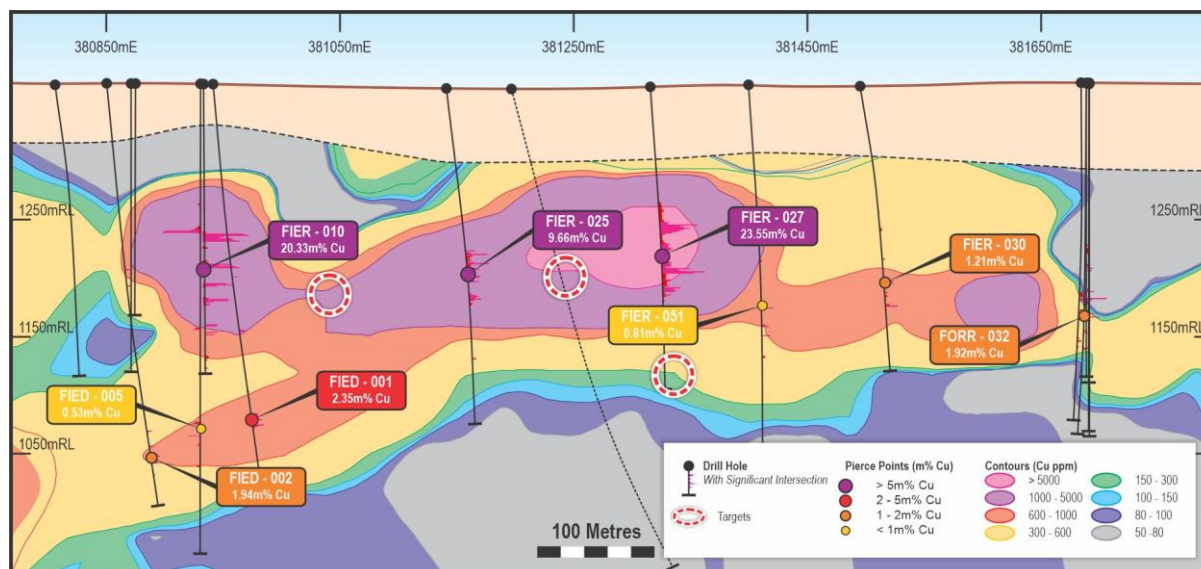 380850mE
381050mE
381250mE
381450mE
381650mE
1250mRL
1250mRL
FIER - 010
20.33m% Cu
FIER - 025
9.66m% Cu
FIER - 027
23.55m% Cu
FIER - 030
1.21m% Cu
FIER - 051
0.81m% Cu
1150mRL
1150mRL
FORR - 032
1.92m% Cu
FIED - 005
0.53m% Cu
FIED - 001
2.35m% Cu
1050mRL
FIED - 002
1.94m% Cu
100 Metres
Drill Hole
With Significant Intersection
Targets
Pierce Points (m% Cu)
> 5m% Cu
2 - 5m% Cu
1 - 2m% Cu
< 1m% Cu
Contours (Cu ppm)
> 5000
1000 - 5000
600 - 1000
300 - 600
150 - 300
100 - 150
80 - 100
50 -80